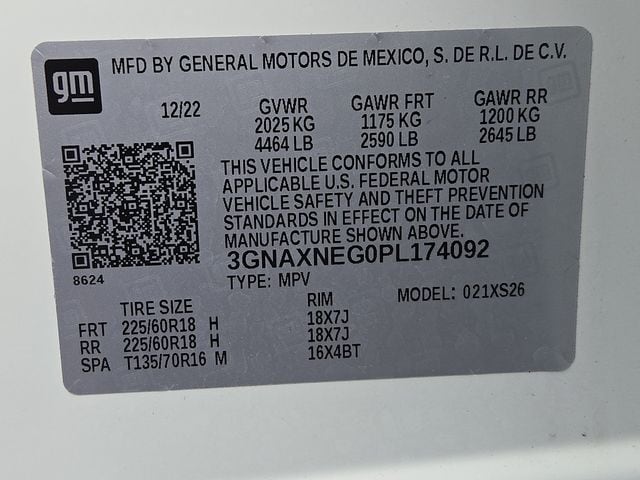 gm
MFD BY GENERAL MOTORS DE MEXICO, S. DE R.L. DE C.V.
12/22 GVWR GAWR FRT GAWR RR
2025 KG 1175 KG 1200 KG
4464 LB 2590 LB 2645 LB
THIS VEHICLE CONFORMS TO ALL
APPLICABLE U.S. FEDERAL MOTOR
VEHICLE SAFETY AND THEFT PREVENTION
STANDARDS IN EFFECT ON THE DATE OF
MANUFACTURE SHOWN ABOVE.
3GNAXNEG0PL174092
8624
TYPE: MPV
MODEL: 021XS26
TIRE SIZE RIM
FRT 225/60R18 H 18X7J
RR 225/60R18 H 18X7J
SPA T135/70R16 M 16X4BT